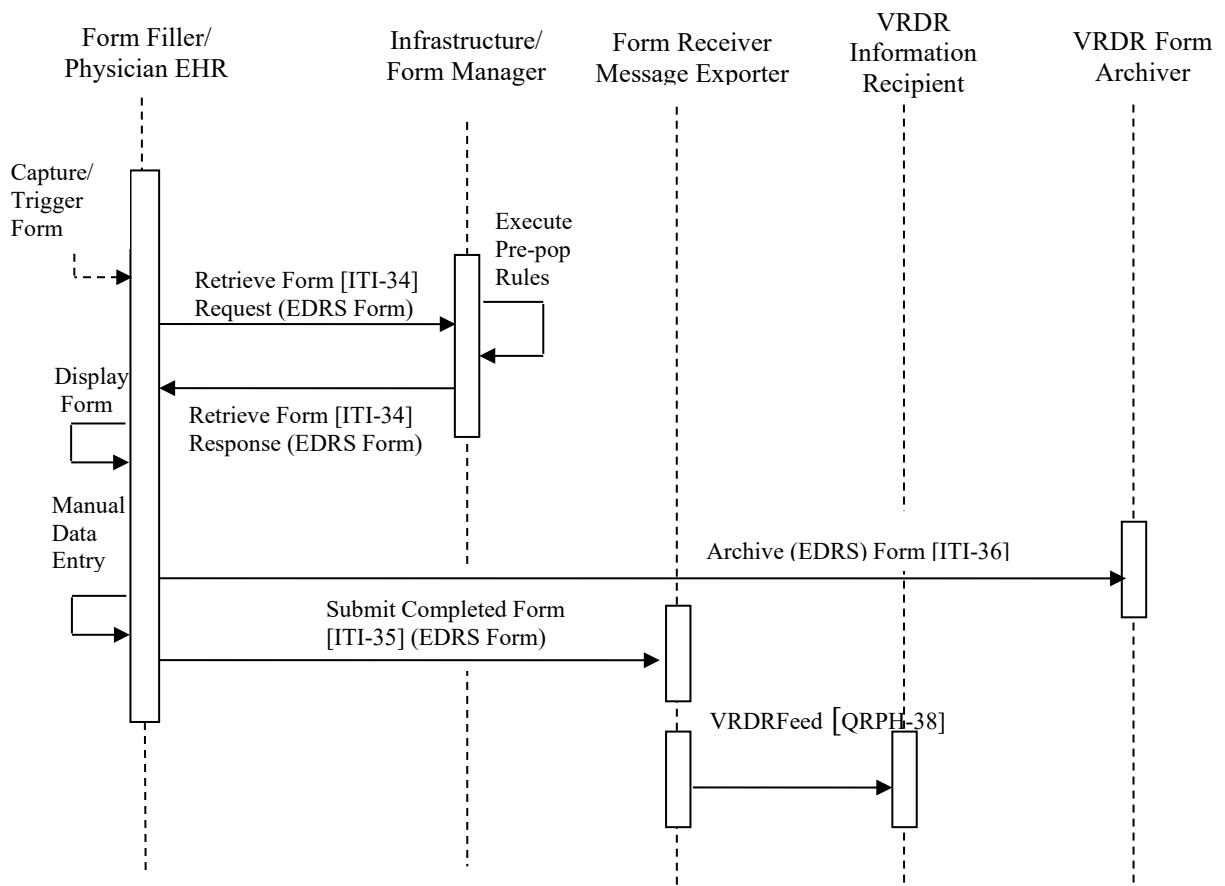 Form Filler/
Physician EHR
Infrastructure/
Form Manager
Form Receiver
Message Exporter
VRDR
Information
Recipient
VRDR Form
Archiver
Capture/
Trigger
Form
Execute
Pre-pop
Rules
Retrieve Form [ITI-34]
Request (EDRS Form)
Display
Form
Retrieve Form [ITI-34]
Response (EDRS Form)
Manual
Data
Entry
Archive (EDRS) Form [ITI-36]
Submit Completed Form
[ITI-35] (EDRS Form)
VRDRFeed [QRPH-38]